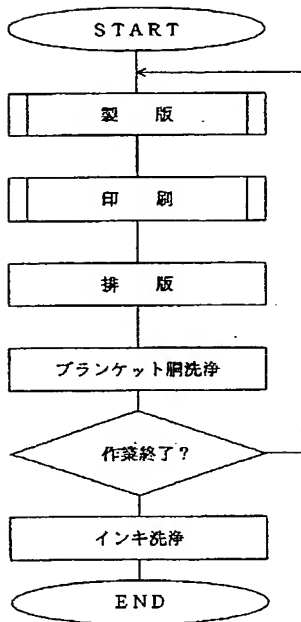 START
製 版
印 刷
排 版
ブランケット胴洗浄
作業終了?
インキ洗浄
END